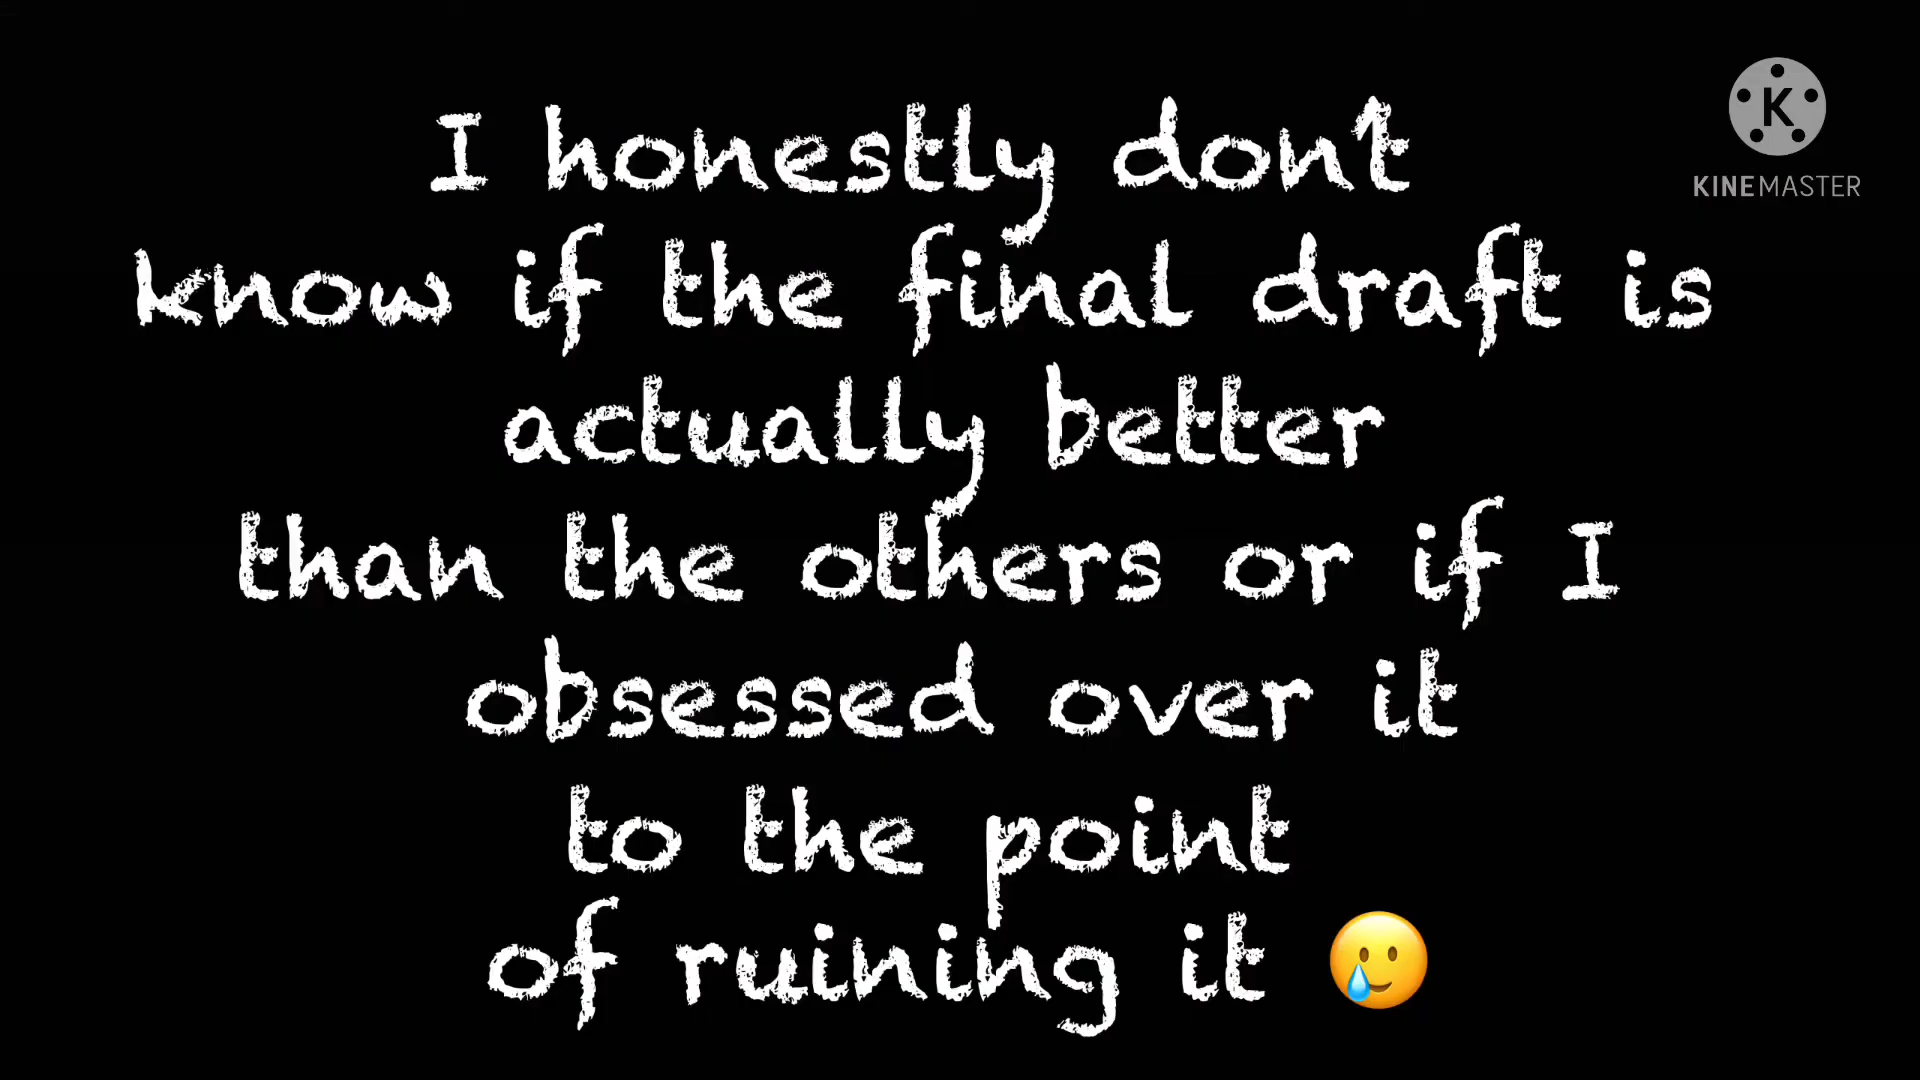 I honestly don't
know if the final draft is
actually better
than the others or if I
obsessed over it
to the point
of ruining it 🥲
K
KINEMASTER